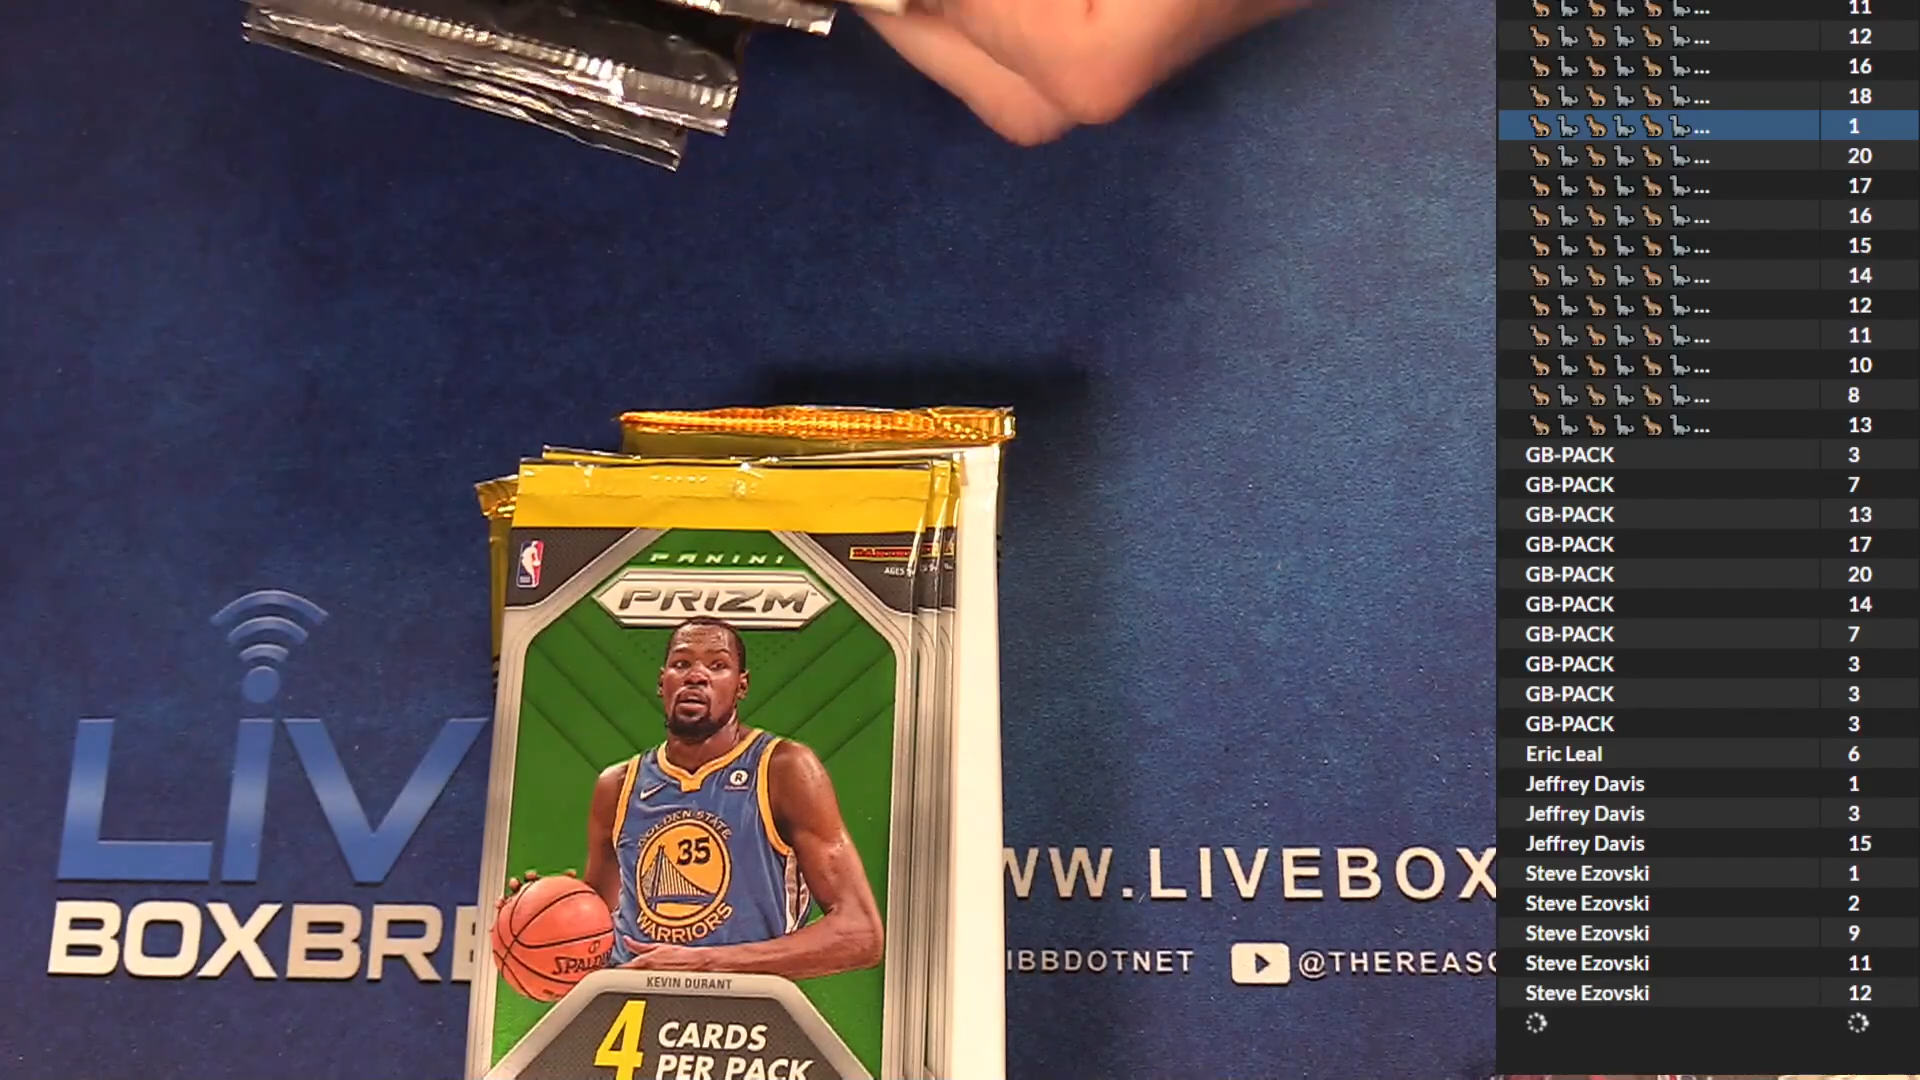 PANINI
PRIZM
AGES
GOLDEN STATE
35
WARRIORS
R
SPALDING
KEVIN DURANT
4 CARDS
PER PACK
LIV
BOXBRE
WW.LIVEBOX
IBBDOTNET @THEREASO
... 11
... 12
... 16
... 18
... 1
... 20
... 17
... 16
... 15
... 14
... 12
... 11
... 10
... 8
... 13
GB-PACK 3
GB-PACK 7
GB-PACK 13
GB-PACK 17
GB-PACK 20
GB-PACK 14
GB-PACK 7
GB-PACK 3
GB-PACK 3
GB-PACK 3
Eric Leal 6
Jeffrey Davis 1
Jeffrey Davis 3
Jeffrey Davis 15
Steve Ezovski 1
Steve Ezovski 2
Steve Ezovski 9
Steve Ezovski 11
Steve Ezovski 12